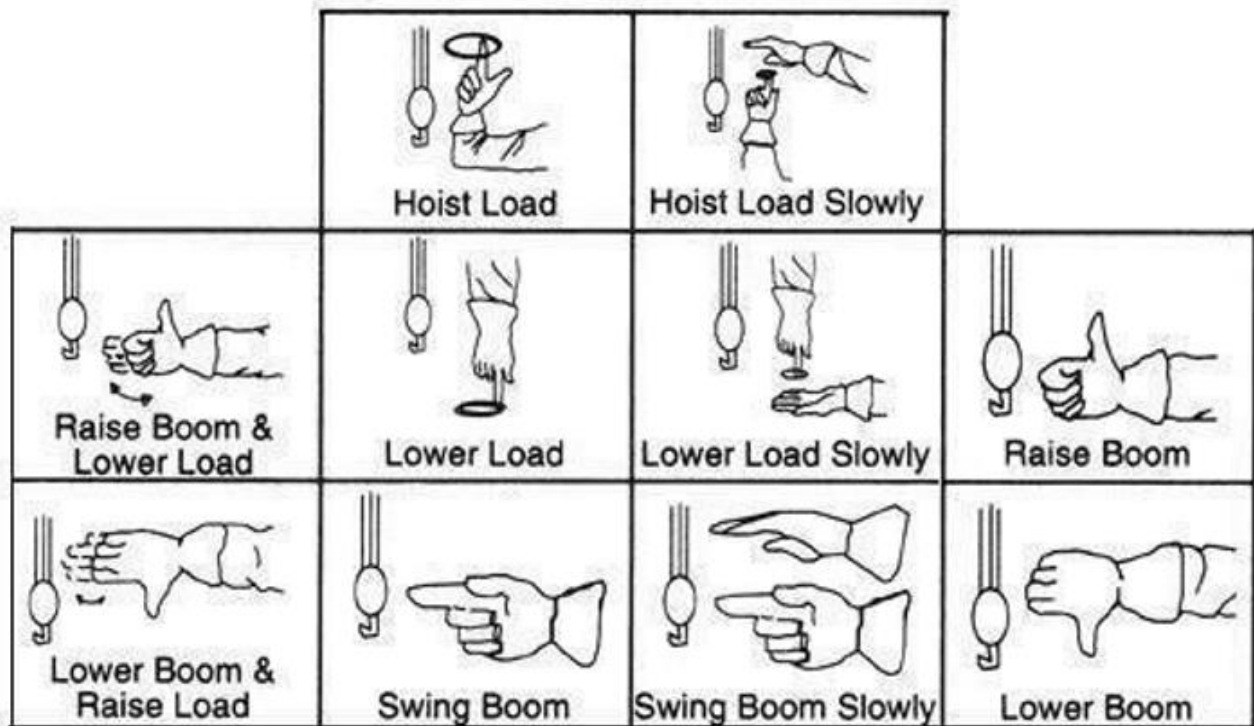 Hoist Load
Hoist Load Slowly
Raise Boom &
Lower Load
Lower Load
Lower Load Slowly
Raise Boom
Lower Boom &
Raise Load
Swing Boom
Swing Boom Slowly
Lower Boom